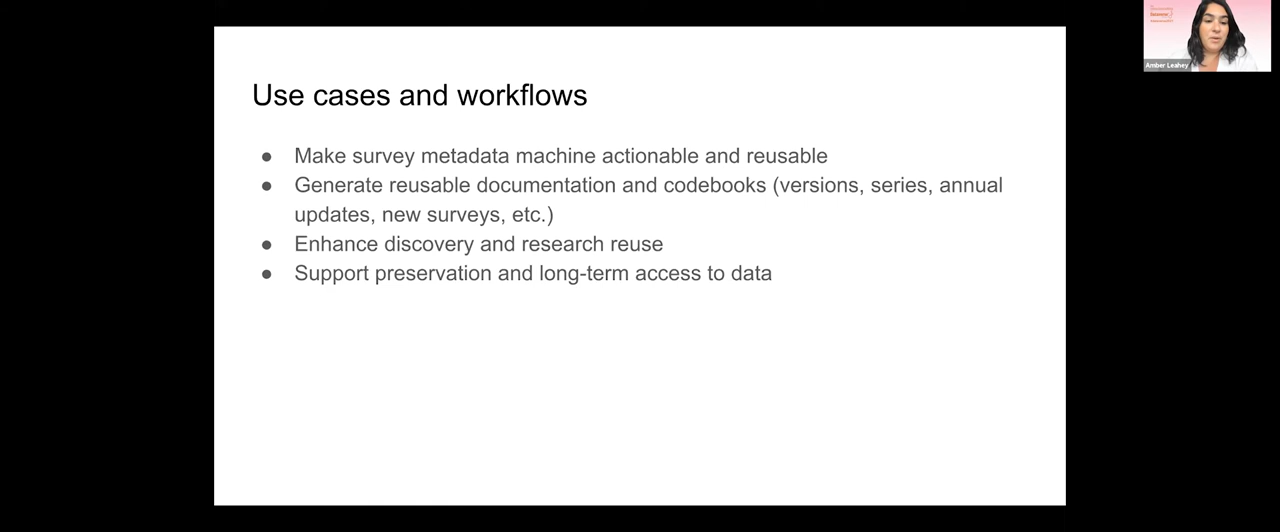 Use cases and workflows
● Make survey metadata machine actionable and reusable
● Generate reusable documentation and codebooks (versions, series, annual
updates, new surveys, etc.)
● Enhance discovery and research reuse
● Support preservation and long-term access to data
Amber Leahey